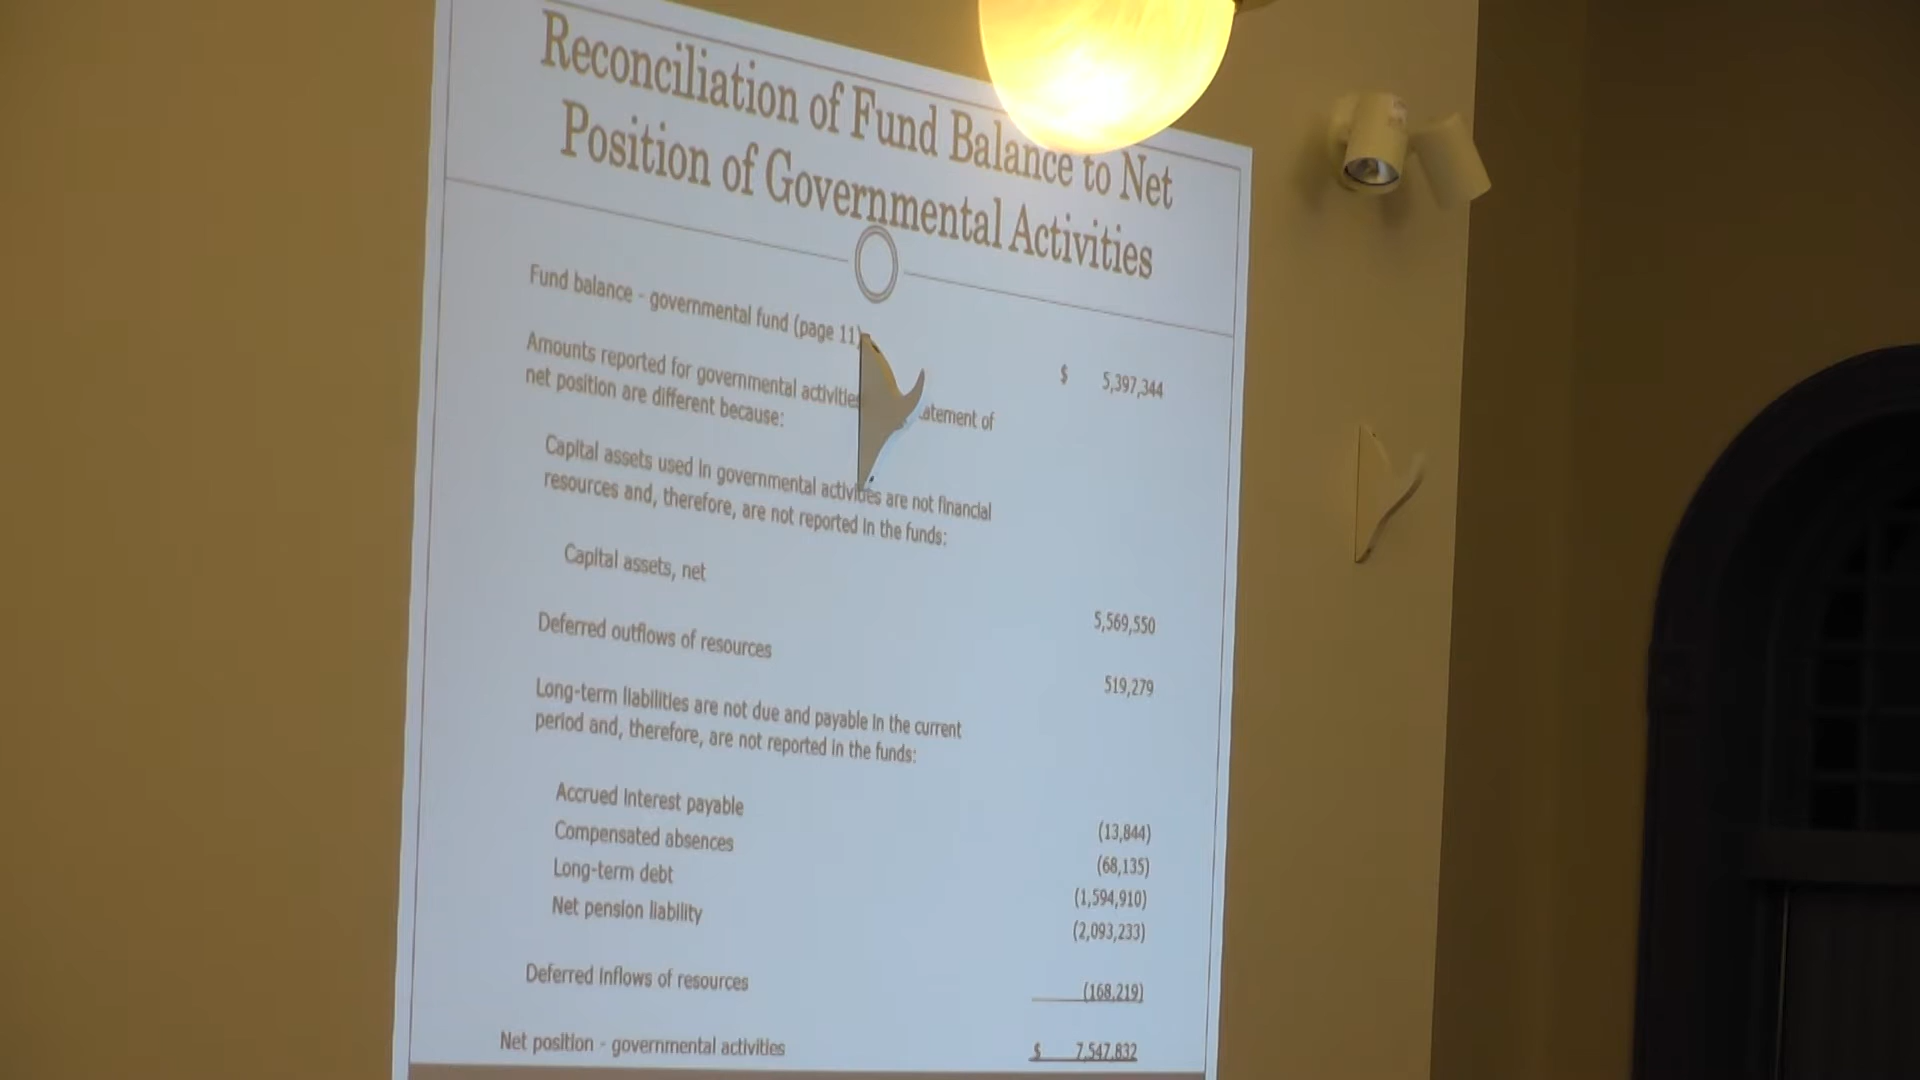 Reconciliation of Fund Balance to Net
Position of Governmental Activities
Fund balance - governmental fund (page 11) $ 5,397,344
Amounts reported for governmental activities atement of
net position are different because:
Capital assets used in governmental activities are not financial
resources and, therefore, are not reported in the funds:
Capital assets, net 5,569,550
Deferred outflows of resources 519,279
Long-term liabilities are not due and payable in the current
period and, therefore, are not reported in the funds:
Accrued interest payable (13,844)
Compensated absences (68,135)
Long-term debt (1,594,910)
Net pension liability (2,093,233)
Deferred inflows of resources (168,219)
Net position - governmental activities $ 7,547,832